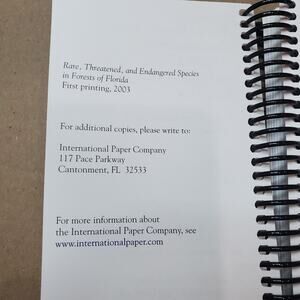 Rare, Threatened, and Endangered Species
in Forests of Florida
First printing, 2003
For additional copies, please write to:
International Paper Company
117 Pace Parkway
Cantonment, FL 32533
For more information about
the International Paper Company, see
www.internationalpaper.com